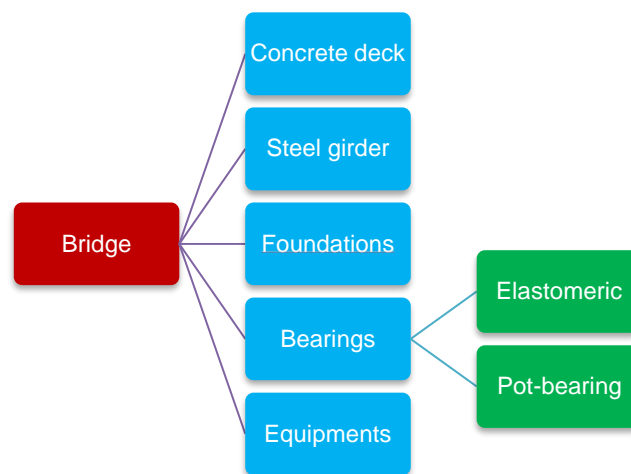 Concrete deck
Steel girder
Bridge
Foundations
Elastomeric
Bearings
Pot-bearing
Equipments